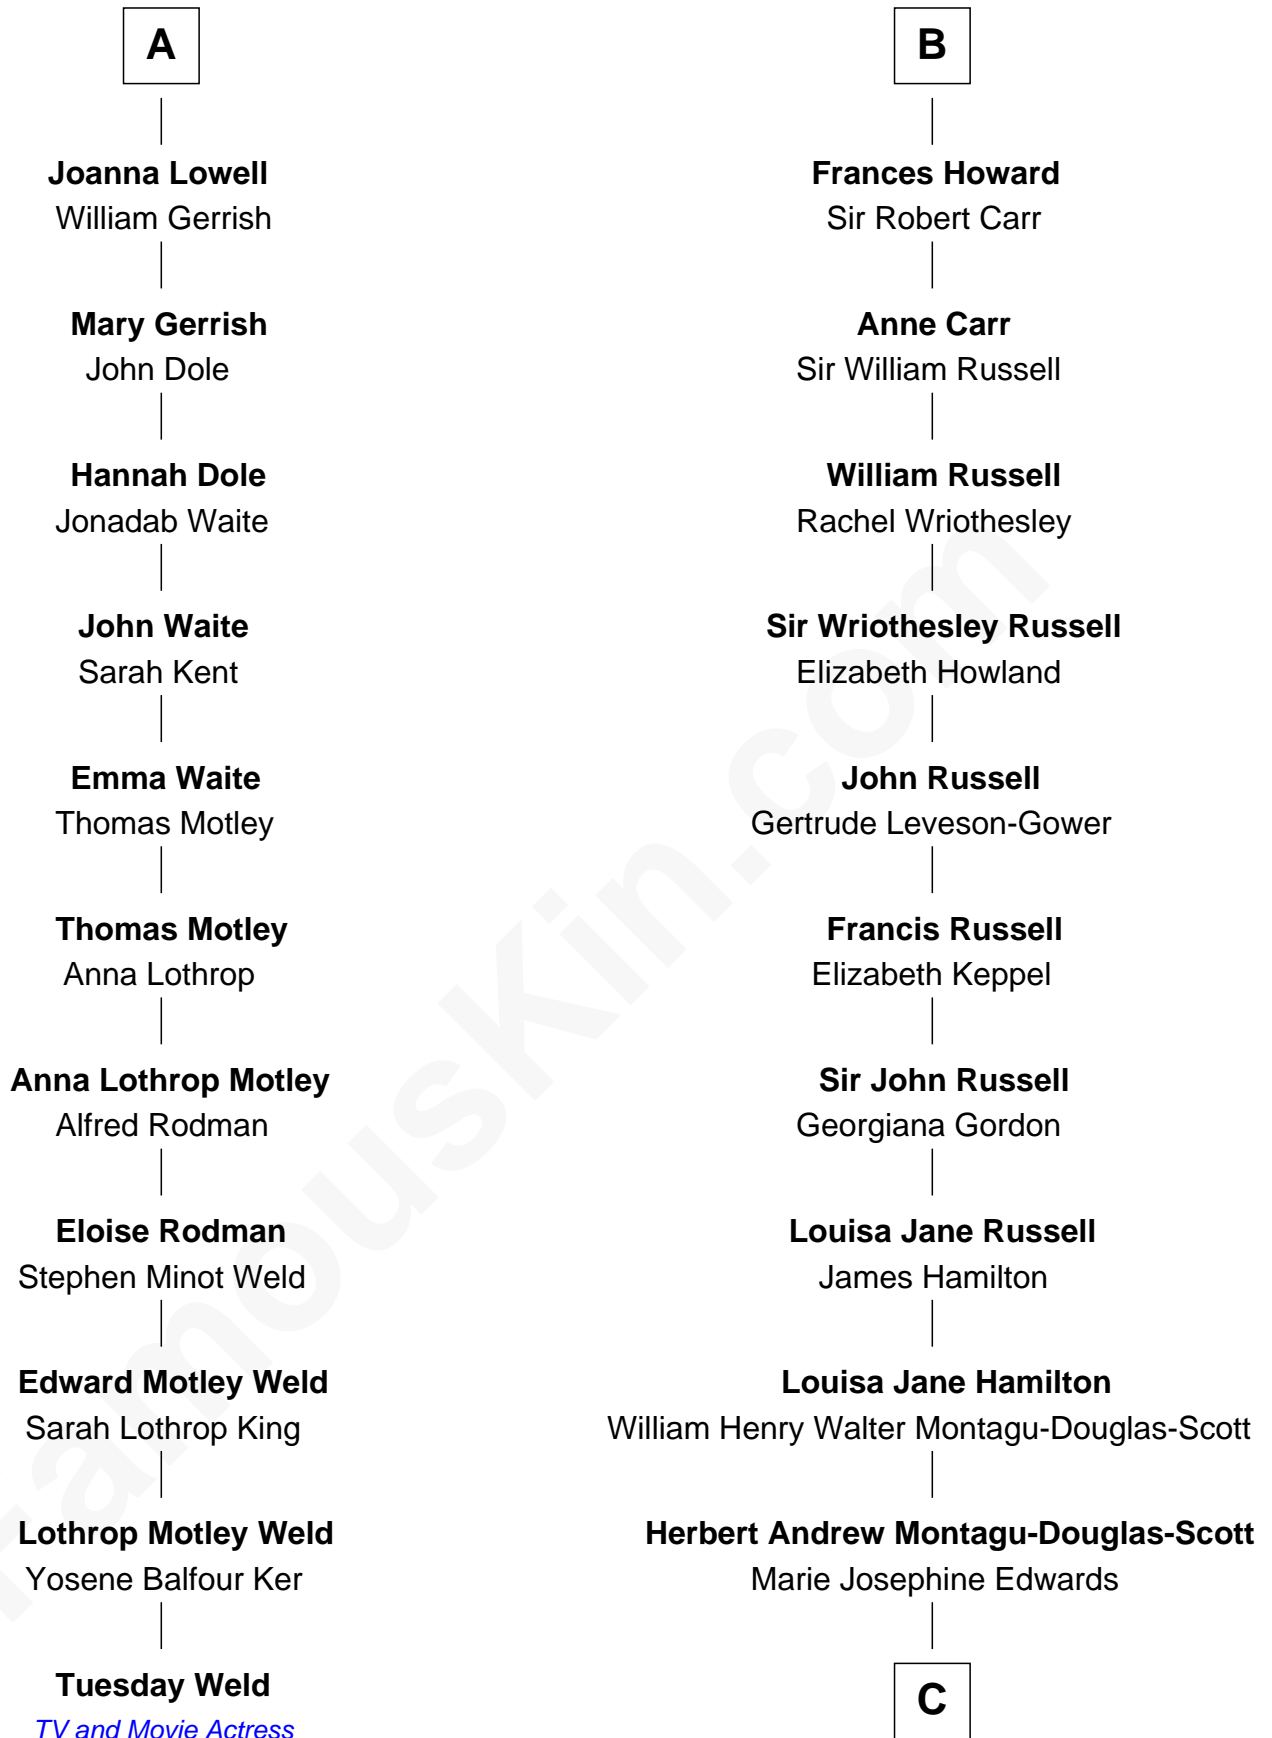 A
Joanna Lowell
William Gerrish
Mary Gerrish
John Dole
Hannah Dole
Jonadab Waite
John Waite
Sarah Kent
Emma Waite
Thomas Motley
Thomas Motley
Anna Lothrop
Anna Lothrop Motley
Alfred Rodman
Eloise Rodman
Stephen Minot Weld
Edward Motley Weld
Sarah Lothrop King
Lothrop Motley Weld
Yosene Balfour Ker
Tuesday Weld
TV and Movie Actress
B
Frances Howard
Sir Robert Carr
Anne Carr
Sir William Russell
William Russell
Rachel Wriothesley
Sir Wriothesley Russell
Elizabeth Howland
John Russell
Gertrude Leveson-Gower
Francis Russell
Elizabeth Keppel
Sir John Russell
Georgiana Gordon
Louisa Jane Russell
James Hamilton
Louisa Jane Hamilton
William Henry Walter Montagu-Douglas-Scott
Herbert Andrew Montagu-Douglas-Scott
Marie Josephine Edwards
C
FamousKin.com